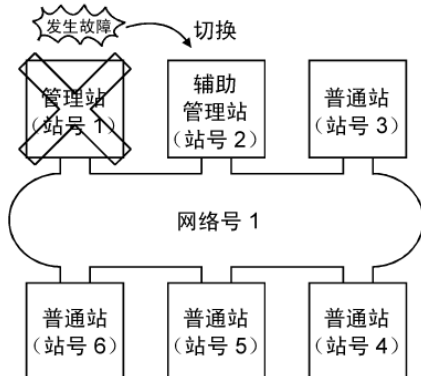 发生故障
切换
管理站
（站号 1）
辅助
管理站
（站号 2）
普通站
（站号 3）
网络号 1
普通站
（站号 6）
普通站
（站号 5）
普通站
（站号 4）